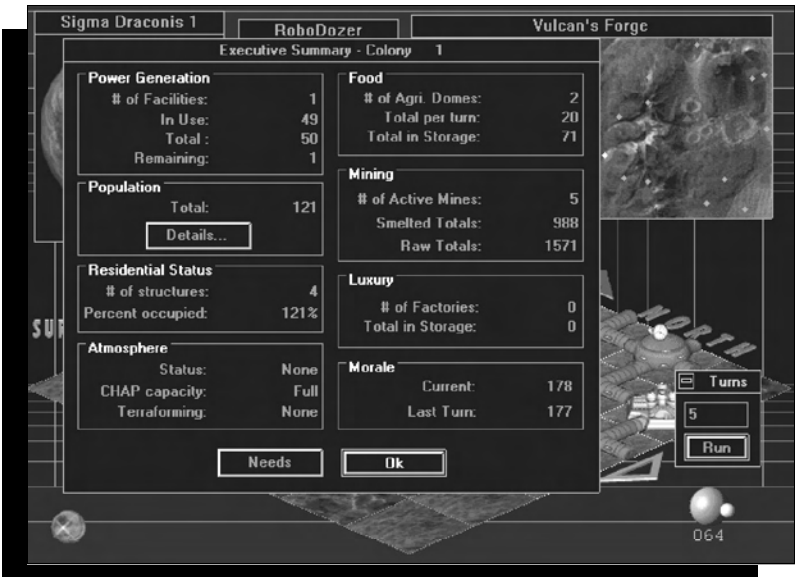 Sigma Draconis 1
RoboDozer
Vulcan's Forge
Executive Summary - Colony 1
Power Generation
# of Facilities: 1
In Use: 49
Total : 50
Remaining: 1
Population
Total: 121
Details...
Residential Status
# of structures: 4
Percent occupied: 121%
Atmosphere
Status: None
CHAP capacity: Full
Terraforming: None
Food
# of Agri. Domes: 2
Total per turn: 20
Total in Storage: 71
Mining
# of Active Mines: 5
Smelted Totals: 988
Raw Totals: 1571
Luxury
# of Factories: 0
Total in Storage: 0
Morale
Current: 178
Last Turn: 177
Needs
Ok
SUR
NORTH
Turns
5
Run
064